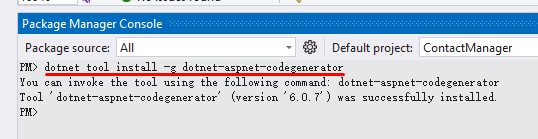 Package Manager Console
Package source: All
Default project: ContactManager
PM> dotnet tool install -g dotnet-aspnet-codegenerator
You can invoke the tool using the following command: dotnet-aspnet-codegenerator
Tool 'dotnet-aspnet-codegenerator' (version '6.0.7') was successfully installed.
PM>